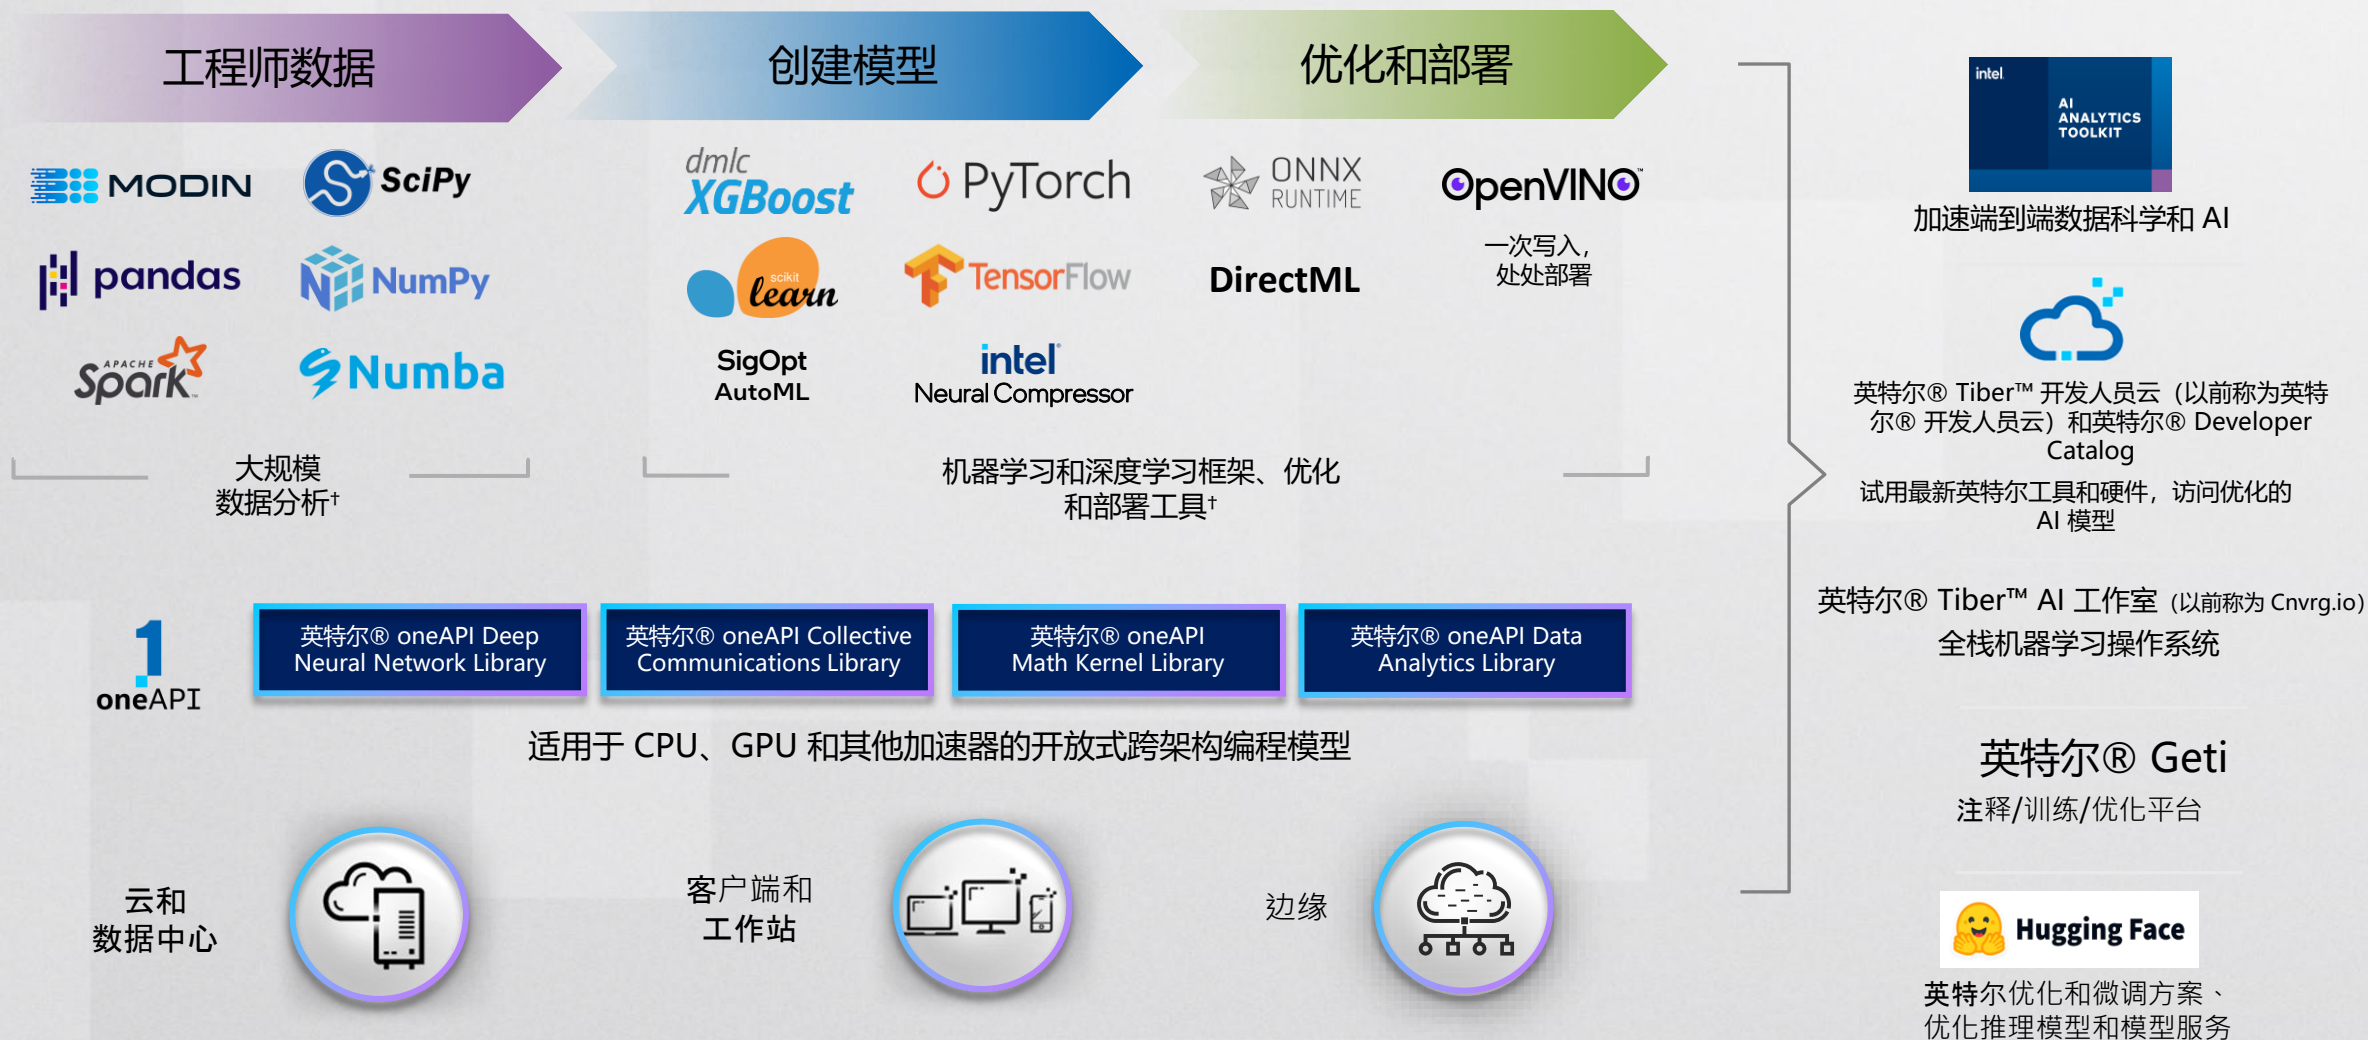 工程师数据
创建模型
优化和部署
MODIN
SciPy
pandas
NumPy
APACHE
Spark™
Numba
大规模
数据分析†
dmlc
XGBoost
PyTorch
ONNX
RUNTIME
OpenVINO™
一次写入，
处处部署
scikit
learn
TensorFlow
DirectML
SigOpt
AutoML
intel®
Neural Compressor
机器学习和深度学习框架、优化
和部署工具†
oneAPI
英特尔® oneAPI Deep
Neural Network Library
英特尔® oneAPI Collective
Communications Library
英特尔® oneAPI
Math Kernel Library
英特尔® oneAPI Data
Analytics Library
适用于 CPU、GPU 和其他加速器的开放式跨架构编程模型
云和
数据中心
客户端和
工作站
边缘
intel.
AI
ANALYTICS
TOOLKIT
加速端到端数据科学和 AI
英特尔® Tiber™ 开发人员云（以前称为英特
尔® 开发人员云）和英特尔® Developer
Catalog
试用最新英特尔工具和硬件，访问优化的
AI 模型
英特尔® Tiber™ AI 工作室 (以前称为 Cnvrg.io)
全栈机器学习操作系统
英特尔® Geti
注释/训练/优化平台
Hugging Face
英特尔优化和微调方案、
优化推理模型和模型服务